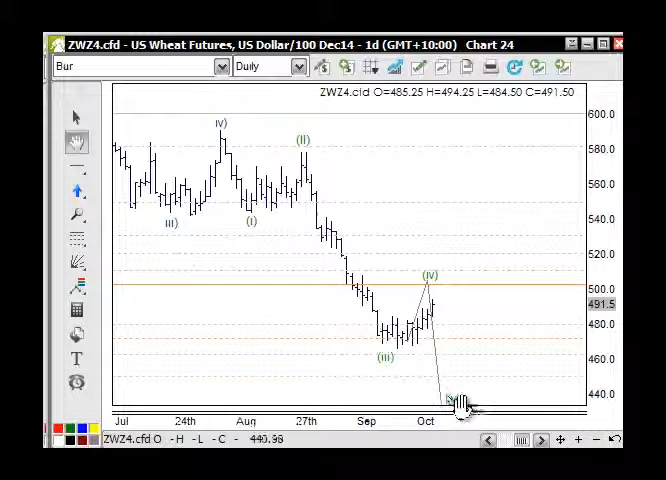 ZWZ4.cfd - US Wheat Futures, US Dollar/100 Dec14 - 1d (GMT+10:00) Chart 24
Bar Daily
ZWZ4.cfd O=485.25 H=494.25 L=484.50 C=491.50
600.0
iv)
(II)
580.0
560.0
iii)
(I)
540.0
520.0
(iv)
500.0
491.5
480.0
(iii)
460.0
T
440.0
Jul 24th Aug 27th Sep Oct
ZWZ4.cfd O - H - L - C - 440.98